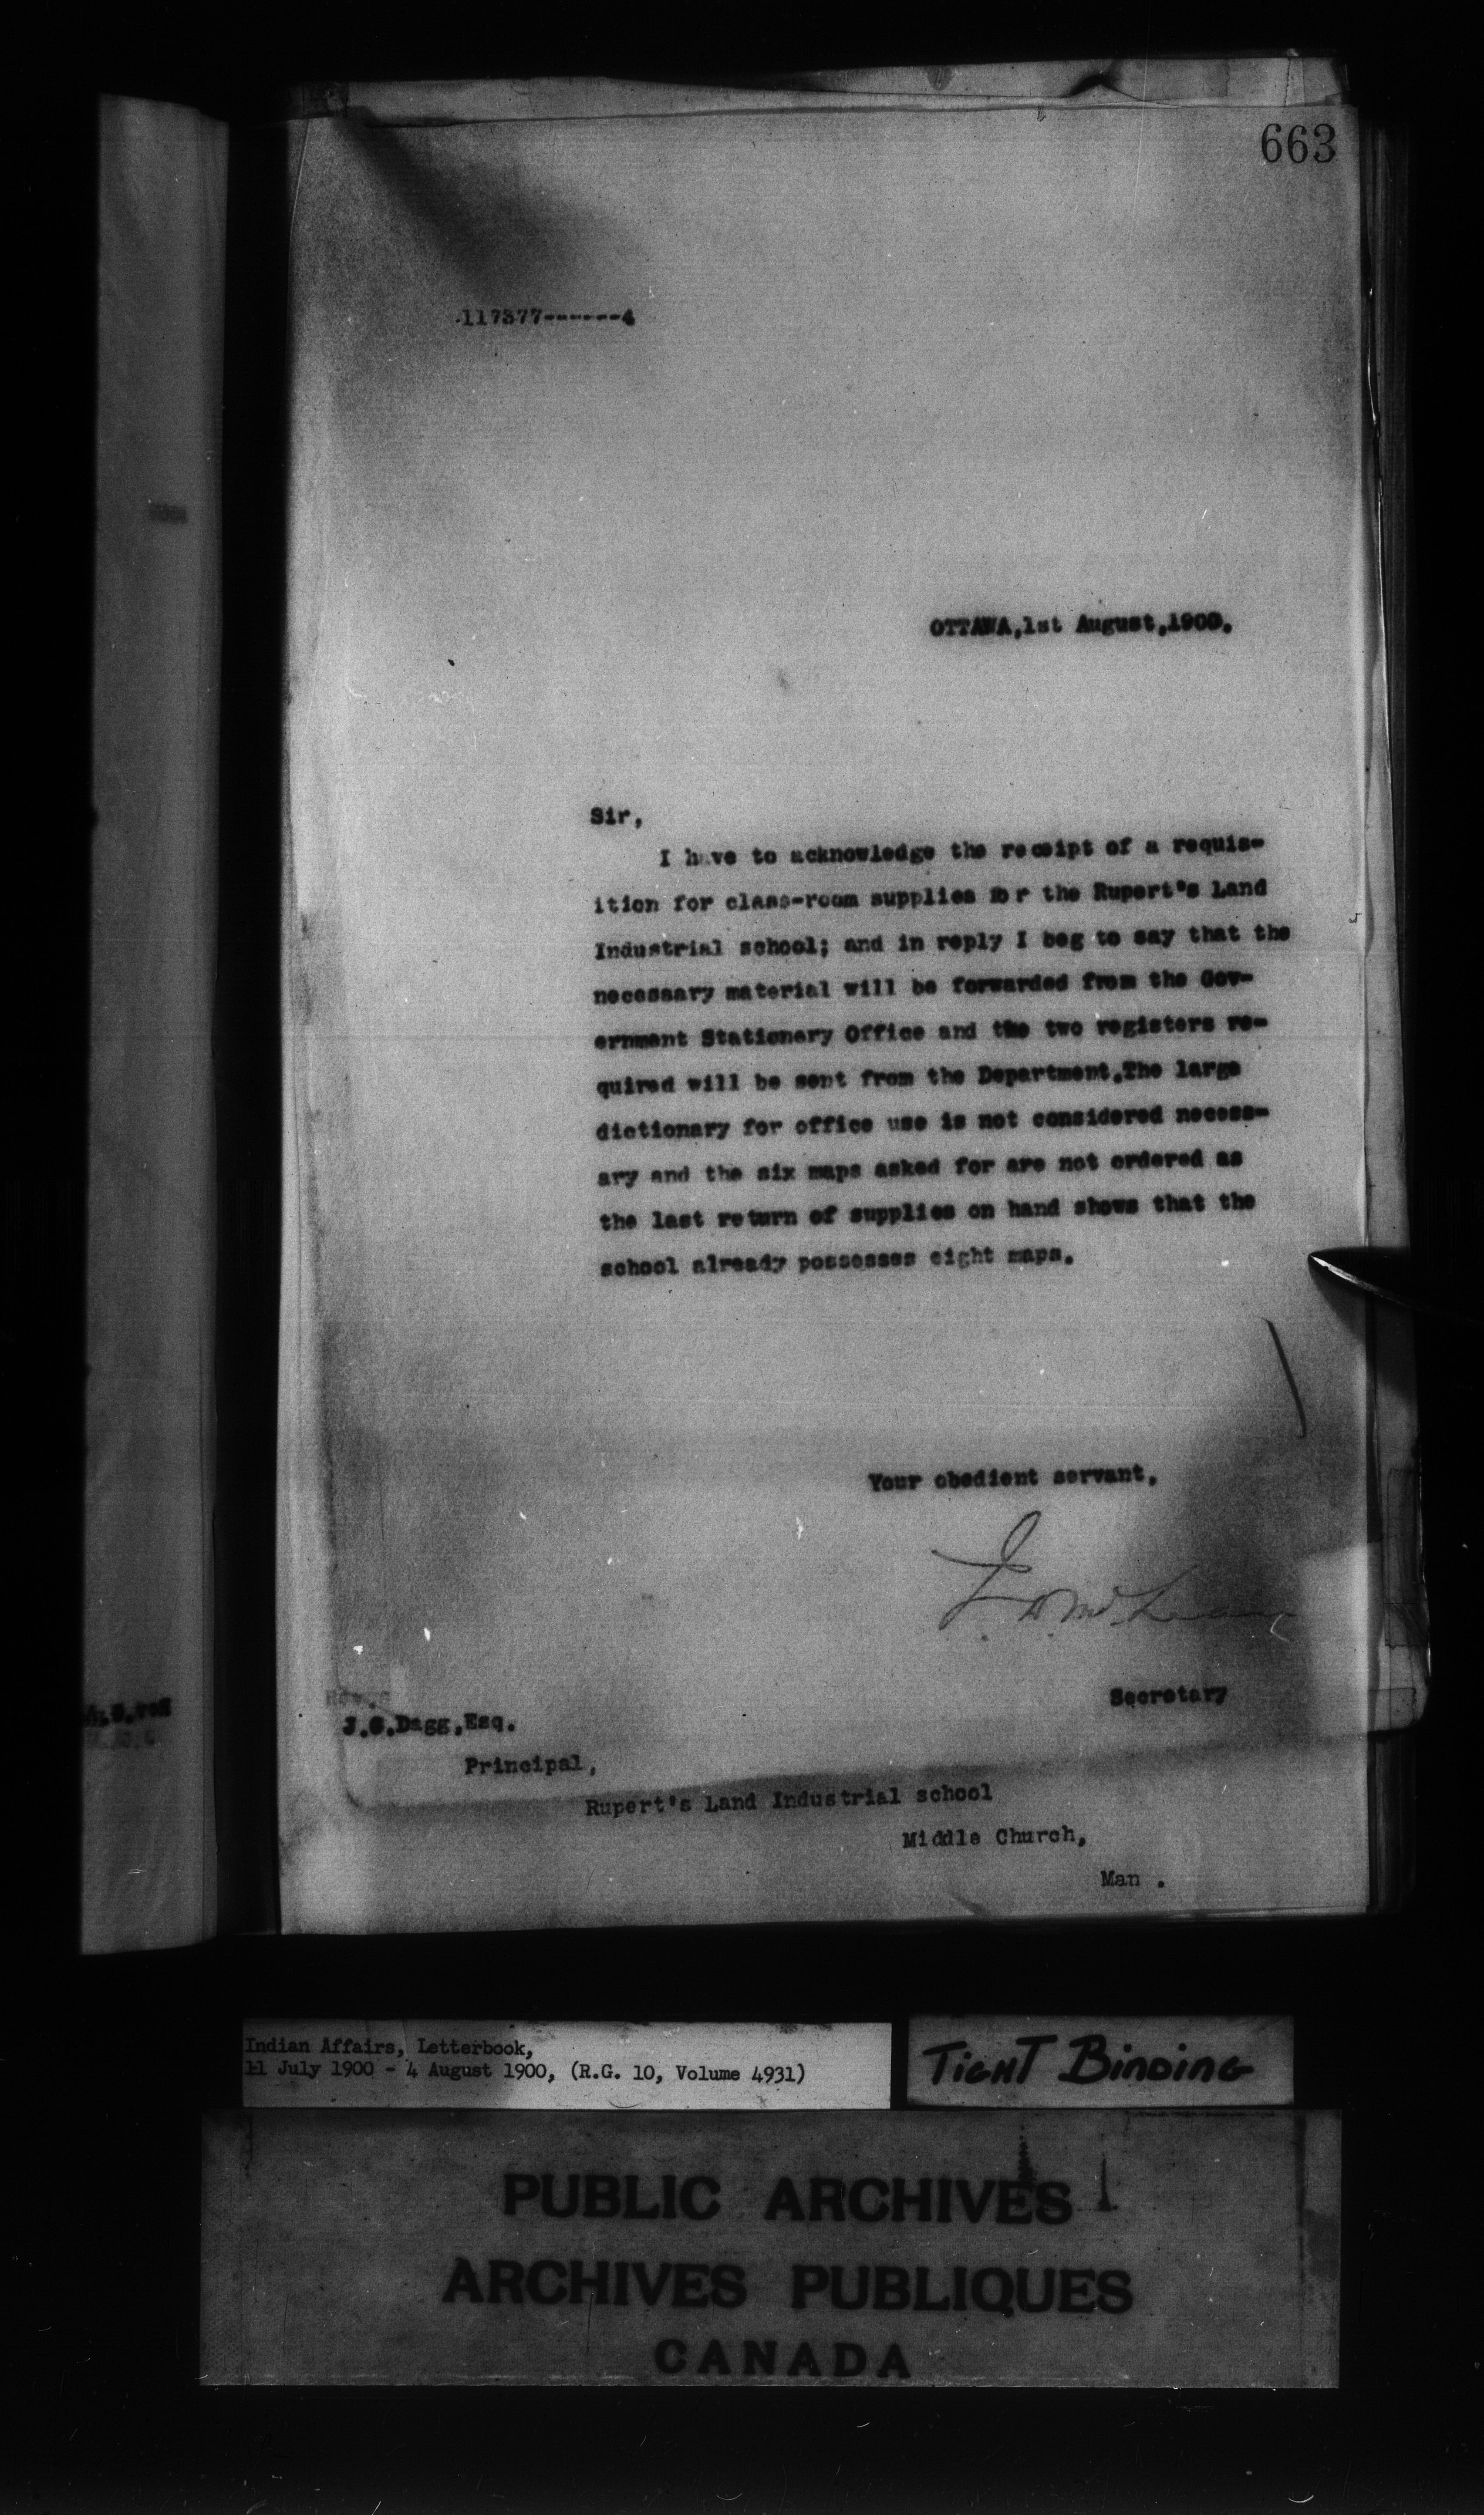 663
117377-------4
OTTAWA,1st August,1900.
Sir,
I have to acknowledge the receipt of a requis-
ition for class-room supplies for the Rupert's Land
Industrial school; and in reply I beg to say that the
necessary material will be forwarded from the Gov-
ernment Stationery Office and the two registers re-
quired will be sent from the Department.The large
dictionary for office use is not considered necess-
ary and the six maps asked for are not ordered as
the last return of supplies on hand shows that the
school already possesses eight maps.
Your obedient servant,
J. D. McLean
Secretary
J.G.Dagg,Esq.
Principal,
Rupert's Land Industrial school
Middle Church,
Man .
Indian Affairs, Letterbook,
11 July 1900 - 4 August 1900, (R.G. 10, Volume 4931)
TIGHT BINDING
PUBLIC ARCHIVES
ARCHIVES PUBLIQUES
CANADA